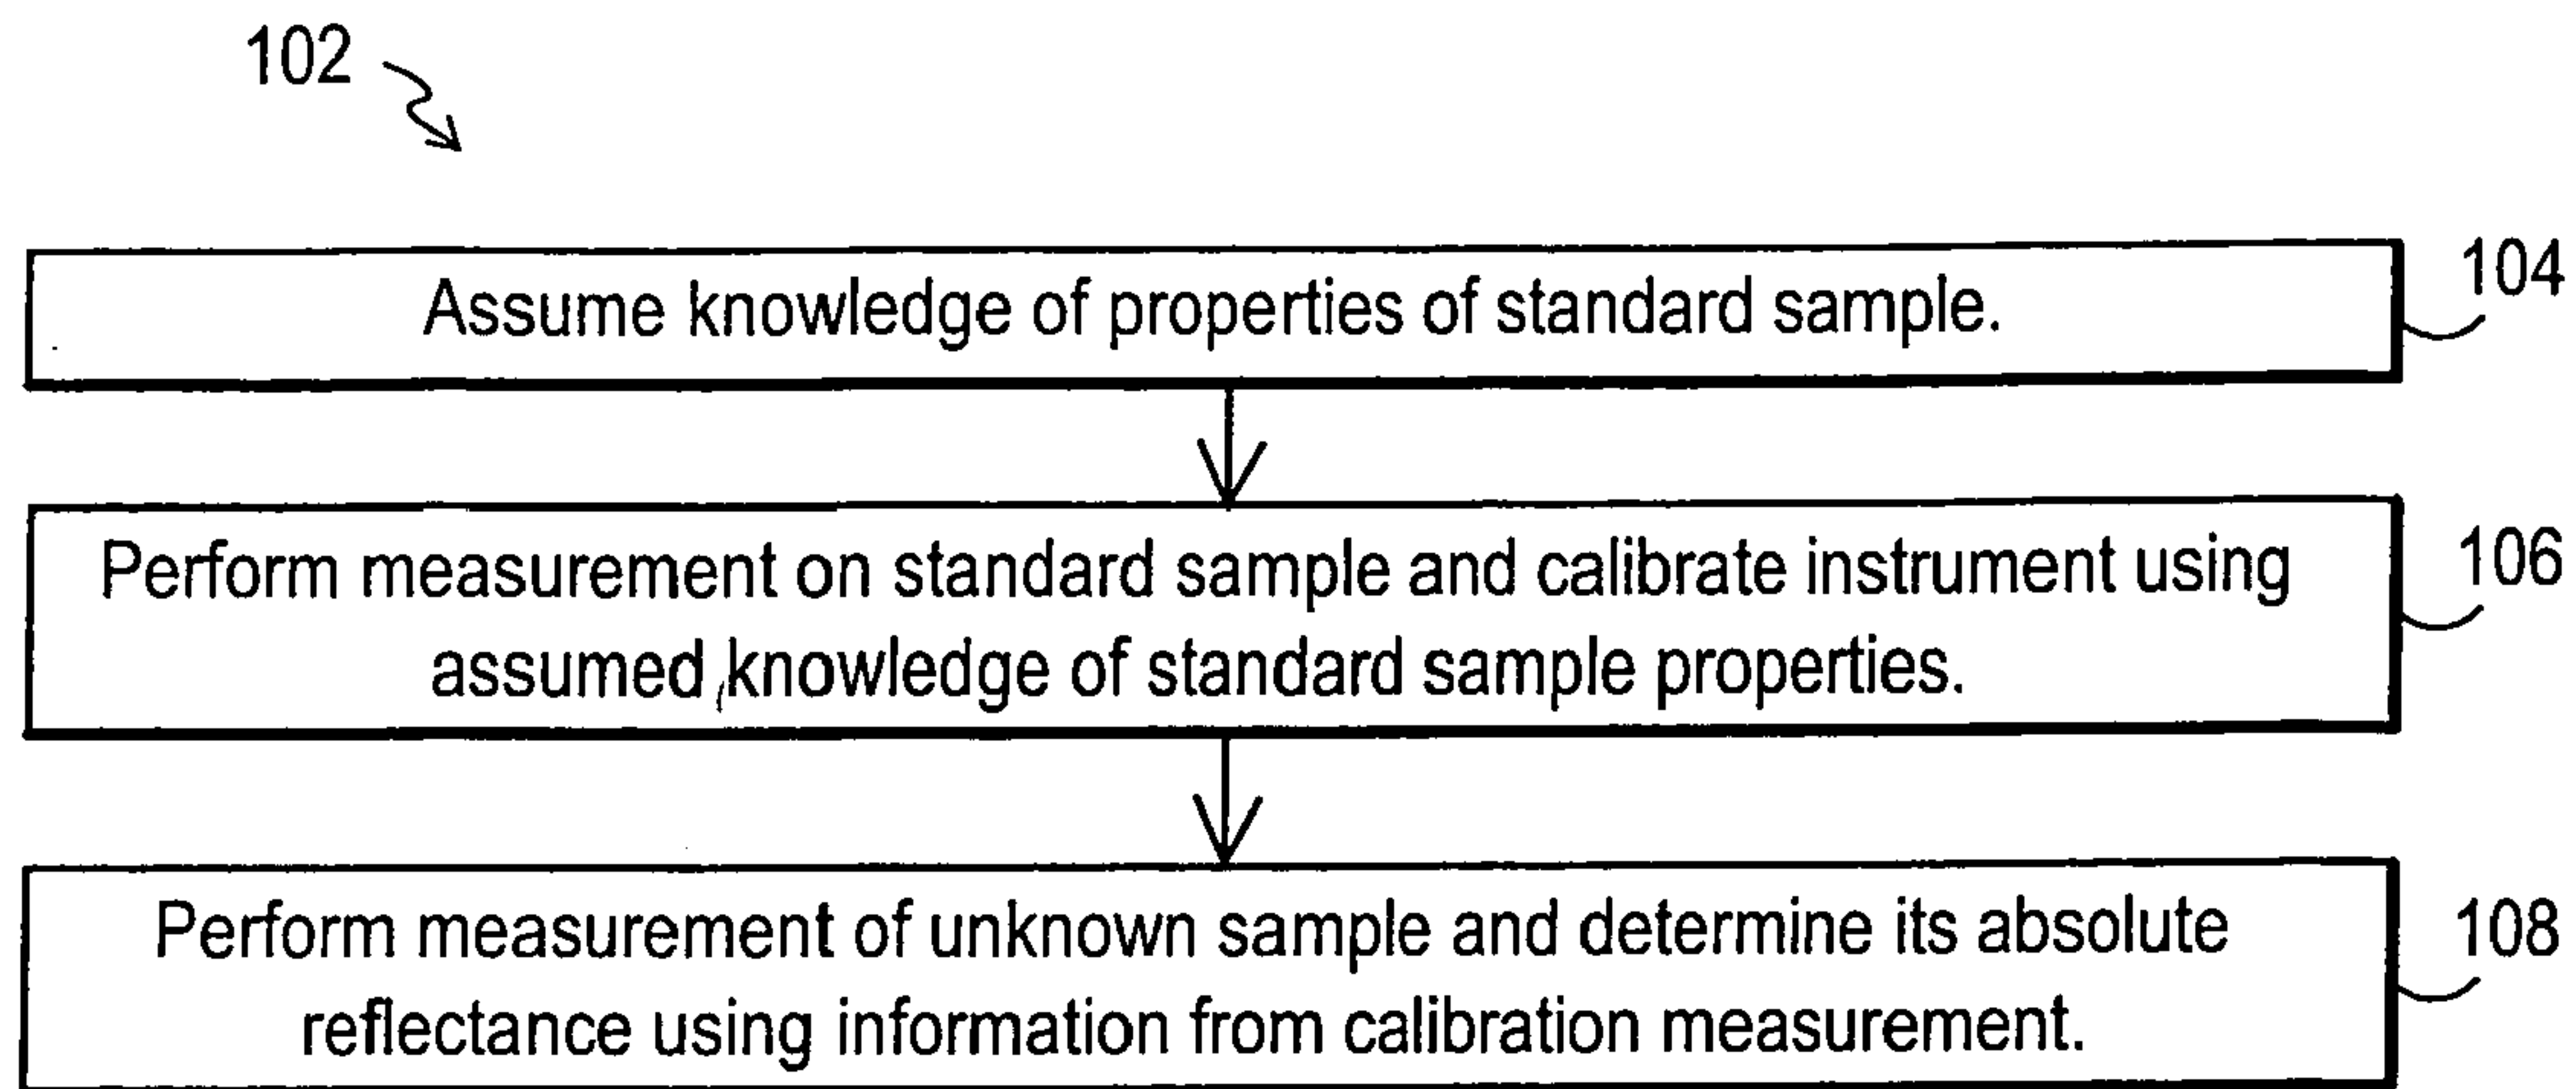 102
Assume knowledge of properties of standard sample.
104
Perform measurement on standard sample and calibrate instrument using
assumed knowledge of standard sample properties.
106
Perform measurement of unknown sample and determine its absolute
reflectance using information from calibration measurement.
108